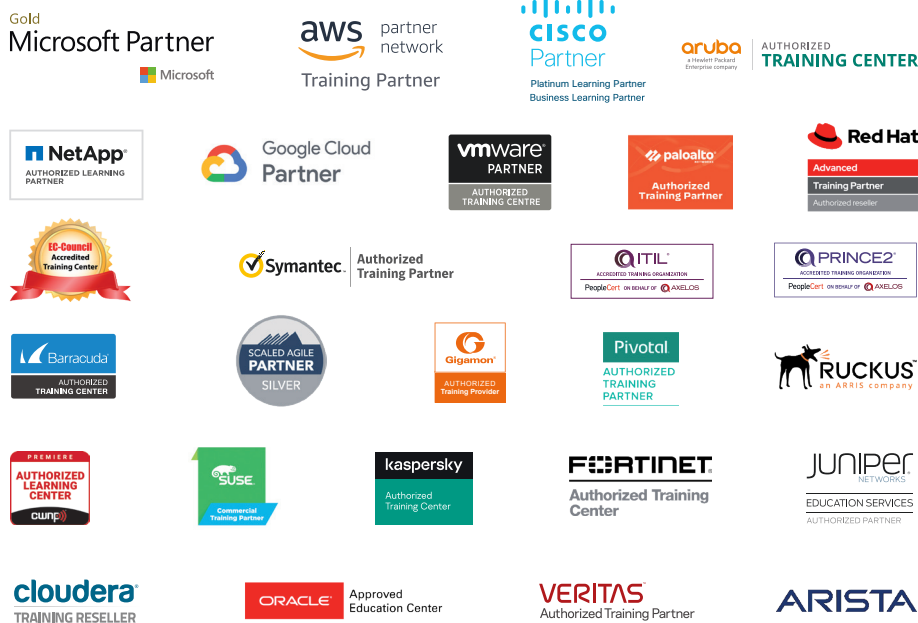 Gold
Microsoft Partner
Microsoft
aws partner
network
Training Partner
CISCO
Partner
Platinum Learning Partner
Business Learning Partner
aruba
a Hewlett Packard
Enterprise company
AUTHORIZED
TRAINING CENTER
NetApp®
AUTHORIZED LEARNING
PARTNER
Google Cloud
Partner
vmware®
PARTNER
AUTHORIZED
TRAINING CENTRE
paloalto
NETWORKS
Authorized
Training Partner
Red Hat
Advanced
Training Partner
Authorized reseller
EC-Council
Accredited
Training Center
Symantec.
Authorized
Training Partner
ITIL®
ACCREDITED TRAINING ORGANIZATION
PeopleCert ON BEHALF OF AXELOS
PRINCE2®
ACCREDITED TRAINING ORGANIZATION
PeopleCert ON BEHALF OF AXELOS
Barracuda
AUTHORIZED
TRAINING CENTER
SCALED AGILE
PARTNER
SILVER
Gigamon®
AUTHORIZED
Training Provider
Pivotal
AUTHORIZED
TRAINING
PARTNER
RUCKUS™
an ARRIS company
PREMIERE
AUTHORIZED
LEARNING
CENTER
cwnp
SUSE
Commercial
Training Partner
kaspersky
Authorized
Training Center
FORTINET
Authorized Training
Center
JUNIPER
NETWORKS
EDUCATION SERVICES
AUTHORIZED PARTNER
cloudera®
TRAINING RESELLER
ORACLE®
Approved
Education Center
VERITAS™
Authorized Training Partner
ARISTA